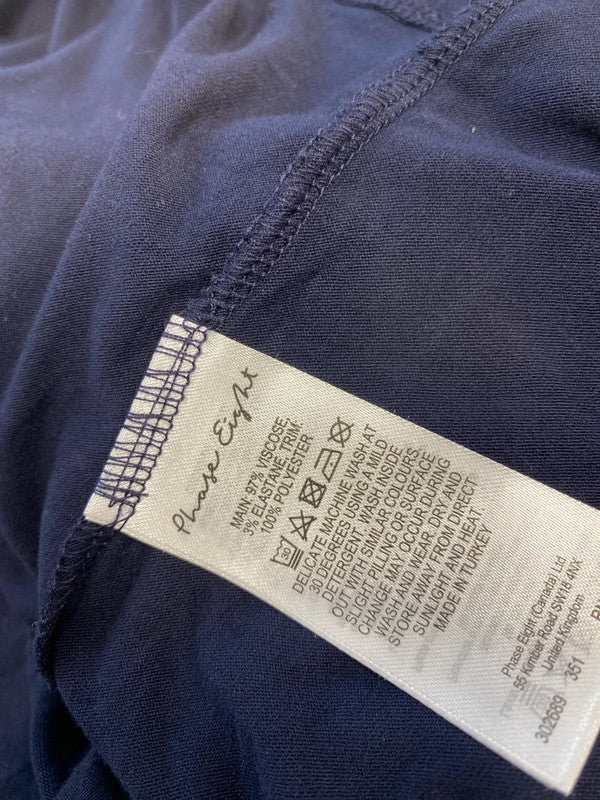 Phase Eight
MAIN: 97% VISCOSE,
3% ELASTANE TRIM
100% POLYESTER
30
DELICATE MACHINE WASH AT
30 DEGREES USING A MILD
DETERGENT. WASH INSIDE
OUT WITH SIMILAR COLOURS.
SLIGHT PILING OR SURFACE
CHANGE MAY OCCUR DURING
WASH AND WEAR. DRY AND
STORE AWAY FROM DIRECT
SUNLIGHT AND HEAT.
MADE IN TURKEY
Phase Eight (Canada) Ltd
55 Kimber Road SW18 4NX
United Kingdom
302689 351